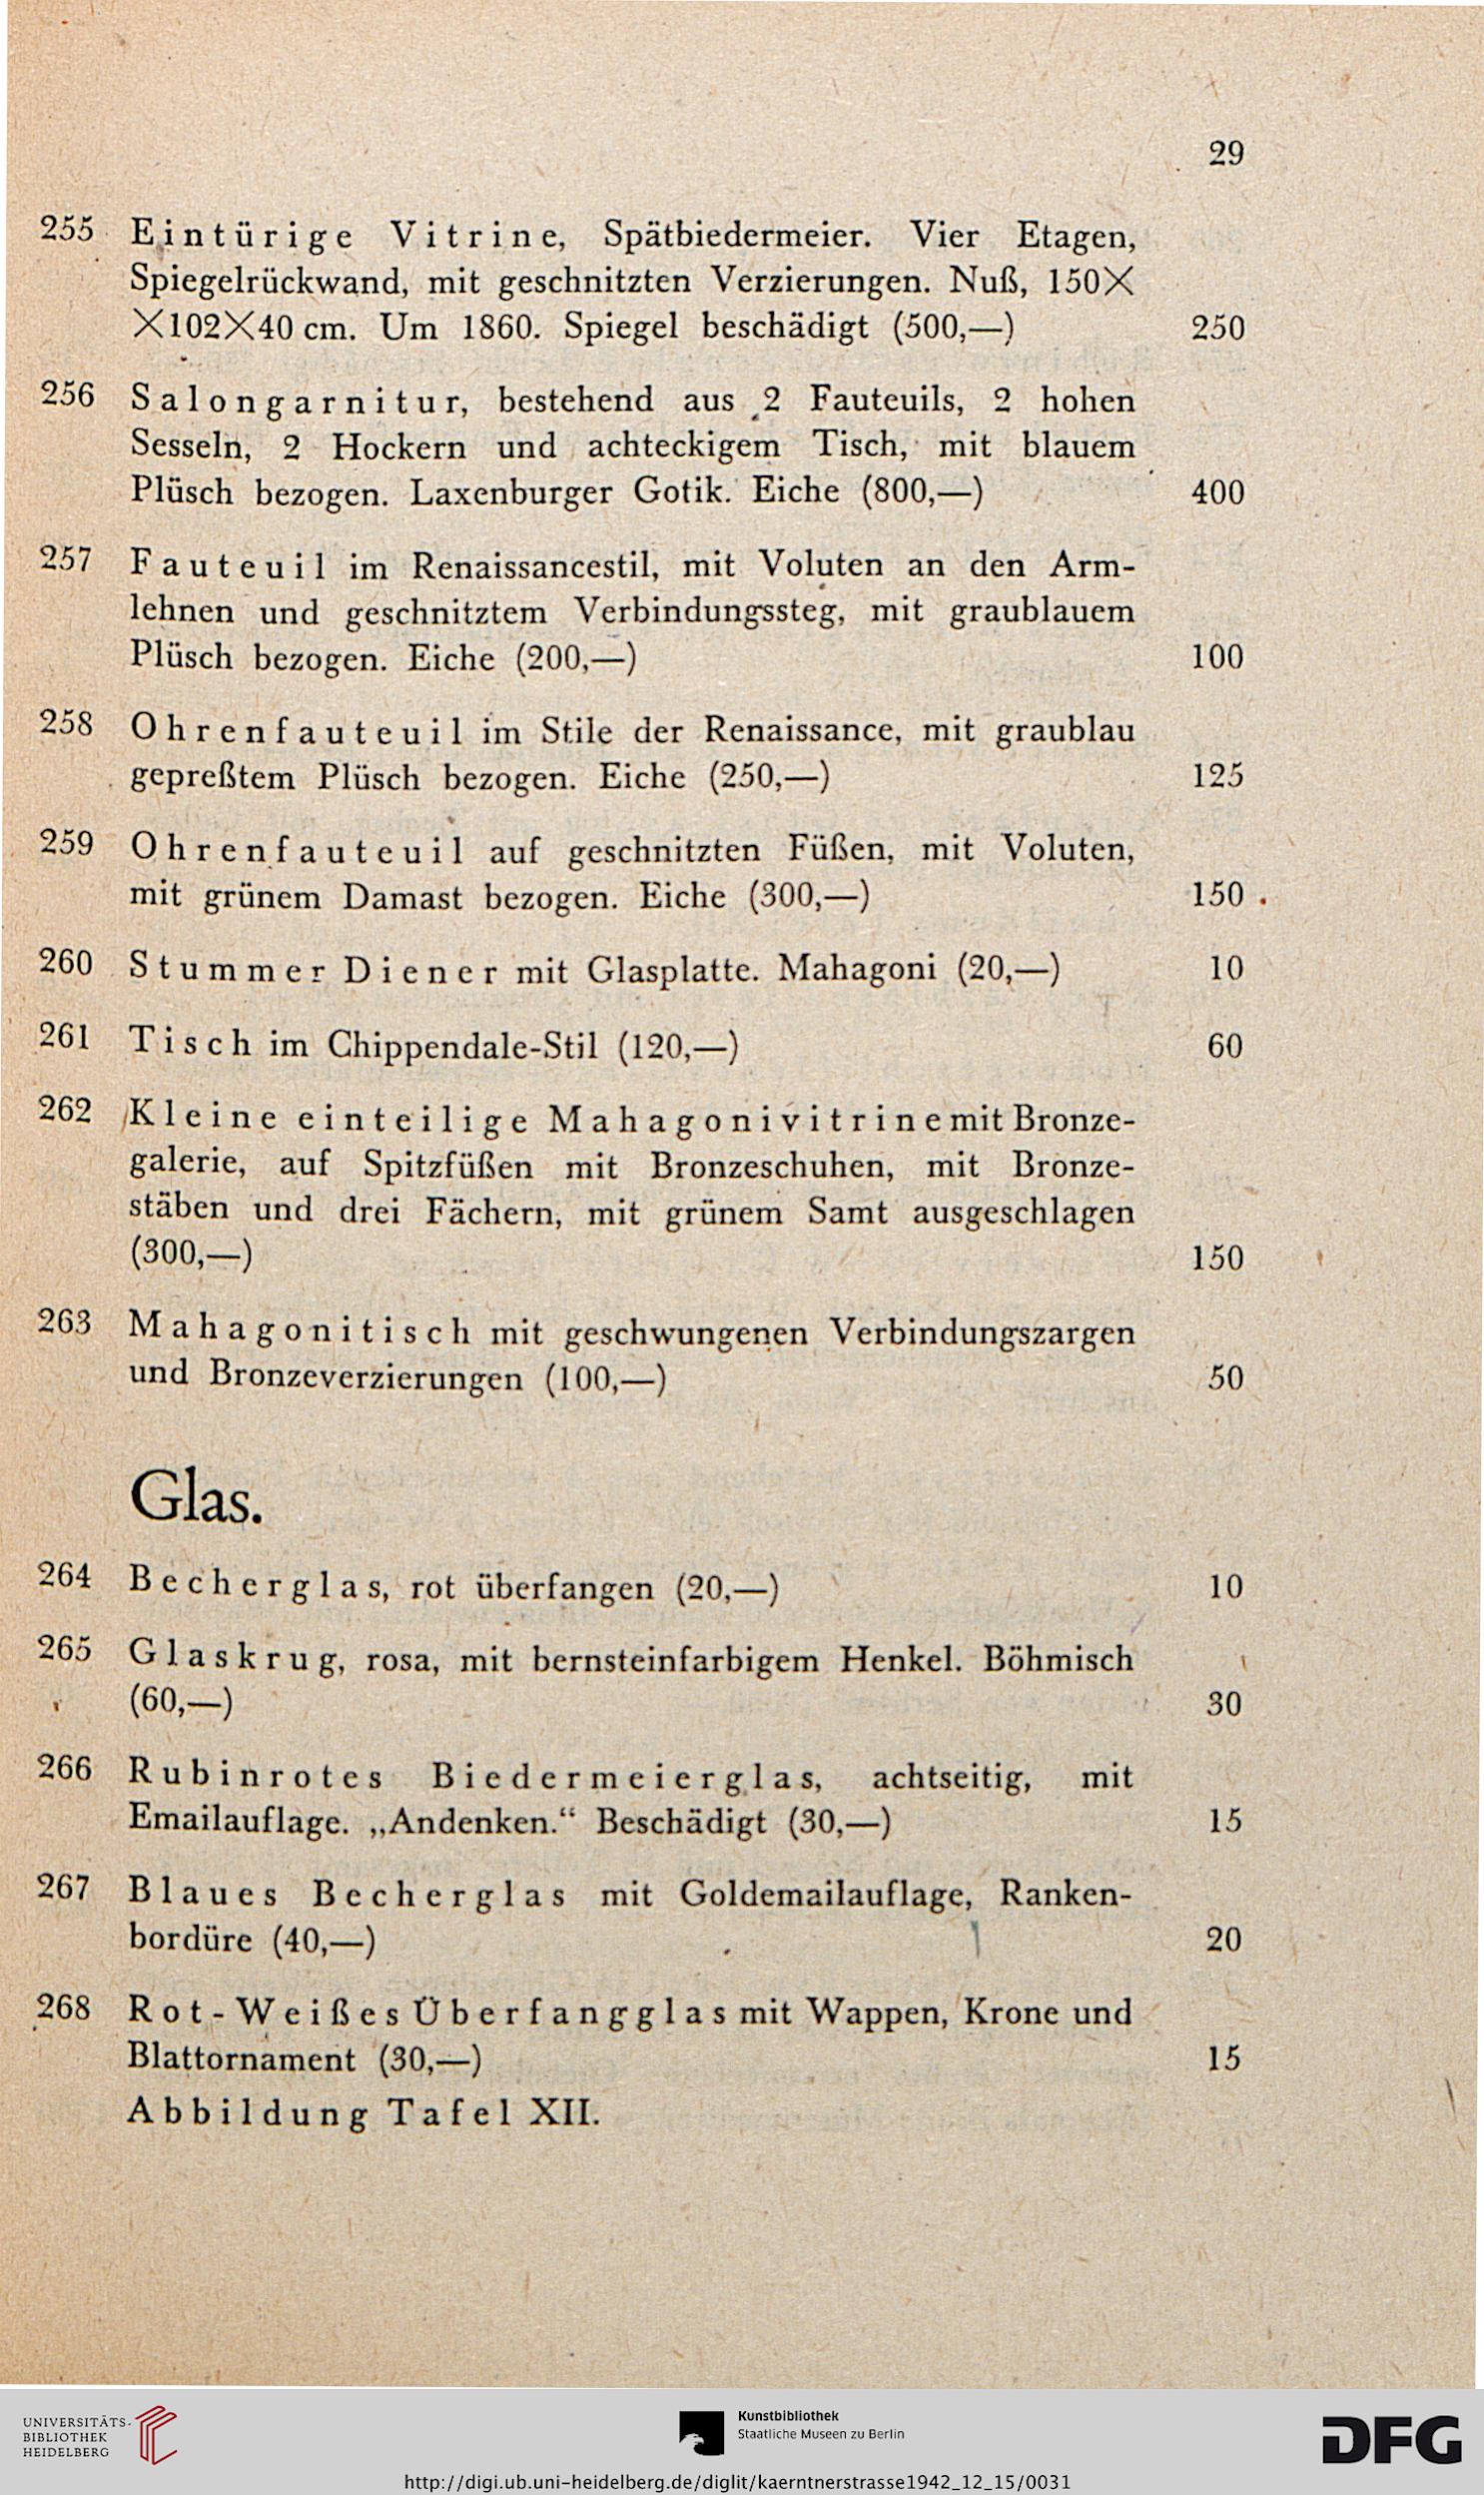 29
255 Eintürige Vitrine, Spätbiedermeier. Vier Etagen,
Spiegelrückwand, mit geschnitzten Verzierungen. Nuß, 150×
×102×40 cm. Um 1860. Spiegel beschädigt (500,—) 250
256 Salongarnitur, bestehend aus 2 Fauteuils, 2 hohen
Sesseln, 2 Hockern und achteckigem Tisch, mit blauem
Plüsch bezogen. Laxenburger Gotik. Eiche (800,—) 400
257 Fauteuil im Renaissancestil, mit Voluten an den Arm-
lehnen und geschnitztem Verbindungssteg, mit graublauem
Plüsch bezogen. Eiche (200,—) 100
258 Ohrenfauteuil im Stile der Renaissance, mit graublau
gepreßtem Plüsch bezogen. Eiche (250,—) 125
259 Ohrenfauteuil auf geschnitzten Füßen, mit Voluten,
mit grünem Damast bezogen. Eiche (300,—) 150
260 Stummer Diener mit Glasplatte. Mahagoni (20,—) 10
261 Tisch im Chippendale-Stil (120,—) 60
262 Kleine einteilige Mahagonivitrine mit Bronze-
galerie, auf Spitzfüßen mit Bronzeschuhen, mit Bronze-
stäben und drei Fächern, mit grünem Samt ausgeschlagen
(300,—) 150
263 Mahagonitisch mit geschwungenen Verbindungszargen
und Bronzeverzierungen (100,—) 50
Glas.
264 Becherglas, rot überfangen (20,—) 10
265 Glaskrug, rosa, mit bernsteinfarbigem Henkel. Böhmisch
(60,—) 30
266 Rubinrotes Biedermeierglas, achtseitig, mit
Emailauflage. „Andenken.“ Beschädigt (30,—) 15
267 Blaues Becherglas mit Goldemailauflage, Ranken-
bordüre (40,—) 20
268 Rot-Weißes Überfangglas mit Wappen, Krone und
Blattornament (30,—) 15
Abbildung Tafel XII.
UNIVERSITÄTS-
BIBLIOTHEK
HEIDELBERG
Kunstbibliothek
Staatliche Museen zu Berlin
DFG
http://digi.ub.uni-heidelberg.de/diglit/kaerntnerstrasse1942_12_15/0031